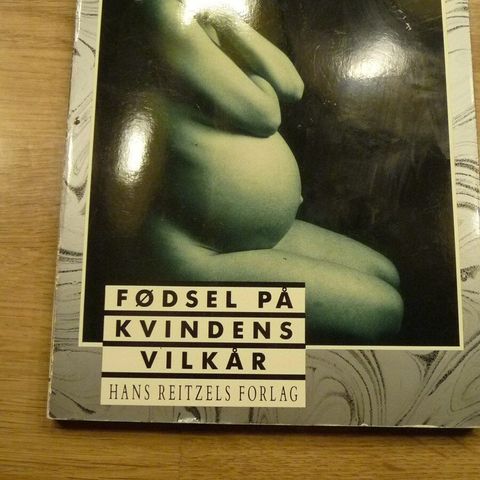 FØDSEL PÅ
KVINDENS
VILKÅR
HANS REITZELS FORLAG